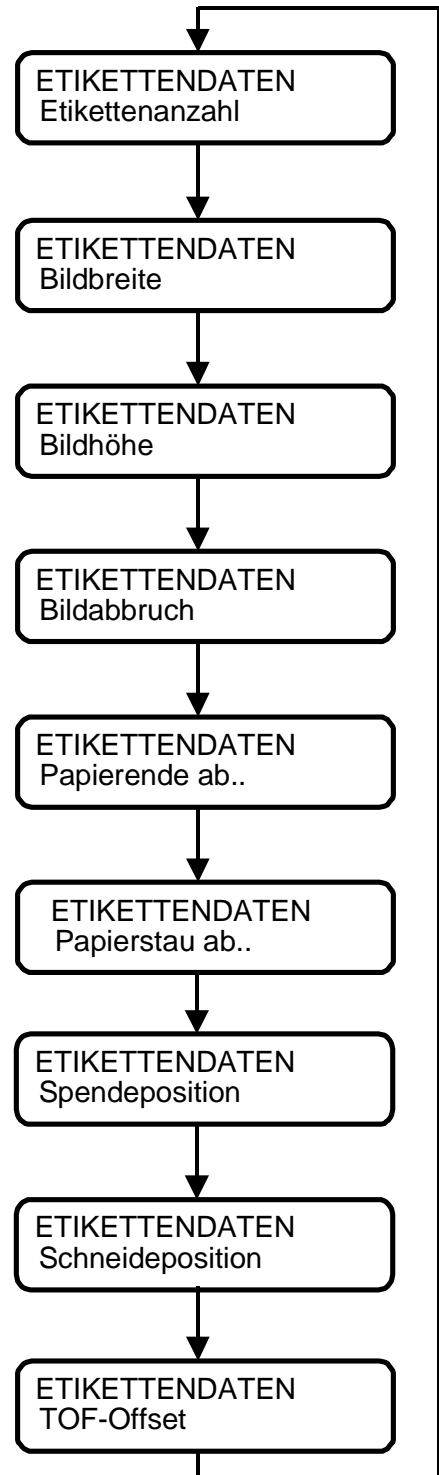 ETIKETTENDATEN
Etikettenanzahl
ETIKETTENDATEN
Bildbreite
ETIKETTENDATEN
Bildhöhe
ETIKETTENDATEN
Bildabbruch
ETIKETTENDATEN
Papierende ab..
ETIKETTENDATEN
Papierstau ab..
ETIKETTENDATEN
Spendeposition
ETIKETTENDATEN
Schneideposition
ETIKETTENDATEN
TOF-Offset